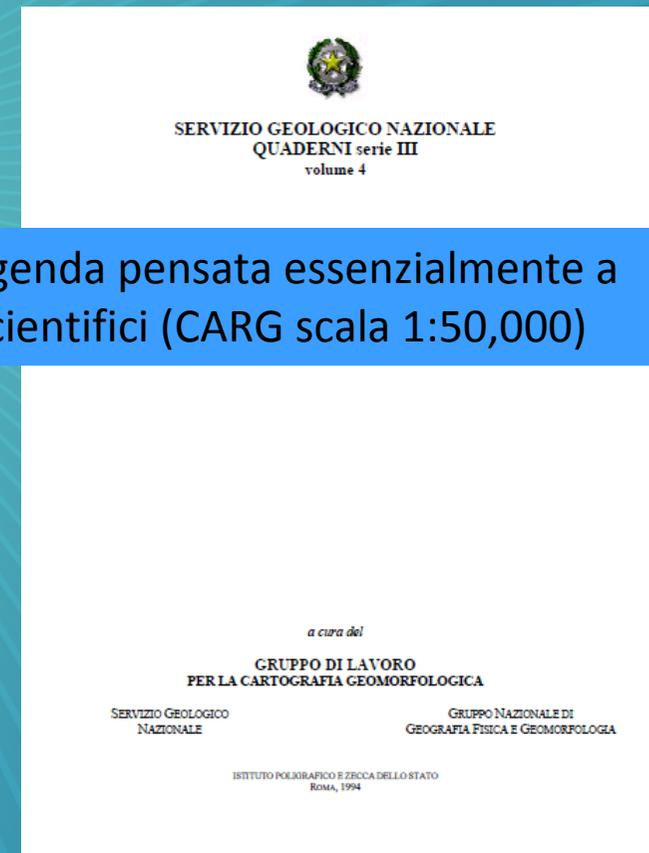 SERVIZIO GEOLOGICO NAZIONALE
QUADERNI serie III
volume 4
genda pensata essenzialmente a
cientifici (CARG scala 1:50,000)
a cura del
GRUPPO DI LAVORO
PER LA CARTOGRAFIA GEOMORFOLOGICA
SERVIZIO GEOLOGICO
NAZIONALE
GRUPPO NAZIONALE DI
GEOGRAFIA FISICA E GEOMORFOLOGIA
ISTITUTO POLIGRAFICO E ZECCA DELLO STATO
ROMA, 1994